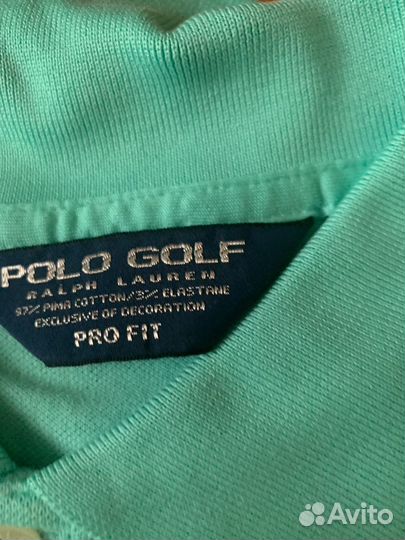 POLO GOLF
RALPH LAUREN
97% PIMA COTTON/3% ELASTANE
EXCLUSIVE OF DECORATION
PRO FIT
Avito